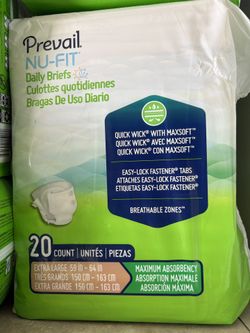 Prevail
NU-FIT
Daily Briefs
Culottes quotidiennes
Bragas De Uso Diario
QUICK WICK® WITH MAXSOFT™
QUICK WICK® AVEC MAXSOFT™
QUICK WICK® CON MAXSOFT™
EASY-LOCK FASTENER® TABS
ATTACHES EASY-LOCK FASTENER®
ETIQUETAS EASY-LOCK FASTENER®
BREATHABLE ZONES™
20 COUNT | UNITÉS | PIEZAS
EXTRA LARGE 59 in - 64 in
TRÈS GRANDS 150 cm - 163 cm
EXTRA GRANDE 150 cm - 163 cm
MAXIMUM ABSORBENCY
ABSORPTION MAXIMALE
ABSORCIÓN MÁXIMA